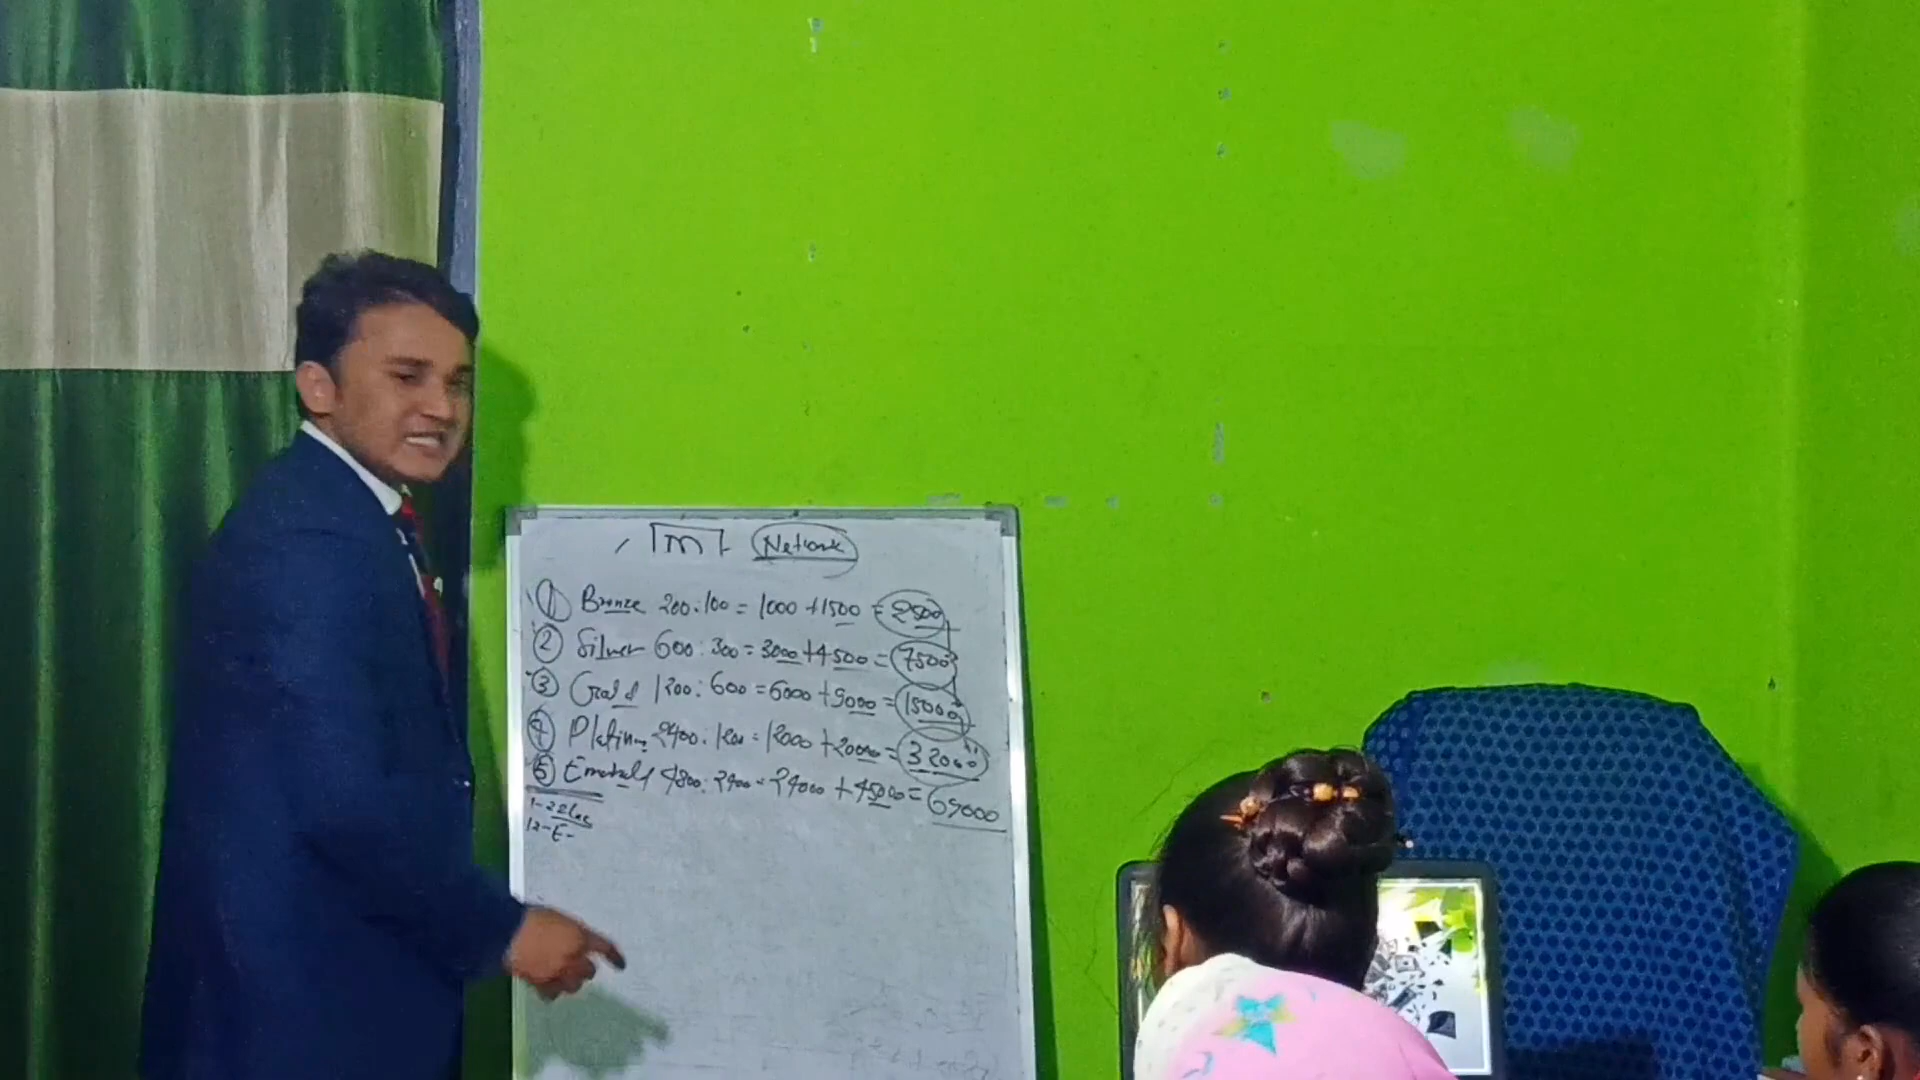 Network
① Bronze 200:100 = 1000 + 1500 = 2500
② Silver 600:300 = 3000 + 4500 = 7500
③ Gold 1200:600 = 6000 + 9000 = 15000
④ Platinum 2400:1200 = 12000 + 20000 = 32000
⑤ Emerald 4800:2400 = 24000 + 45000 = 69000
12-E-